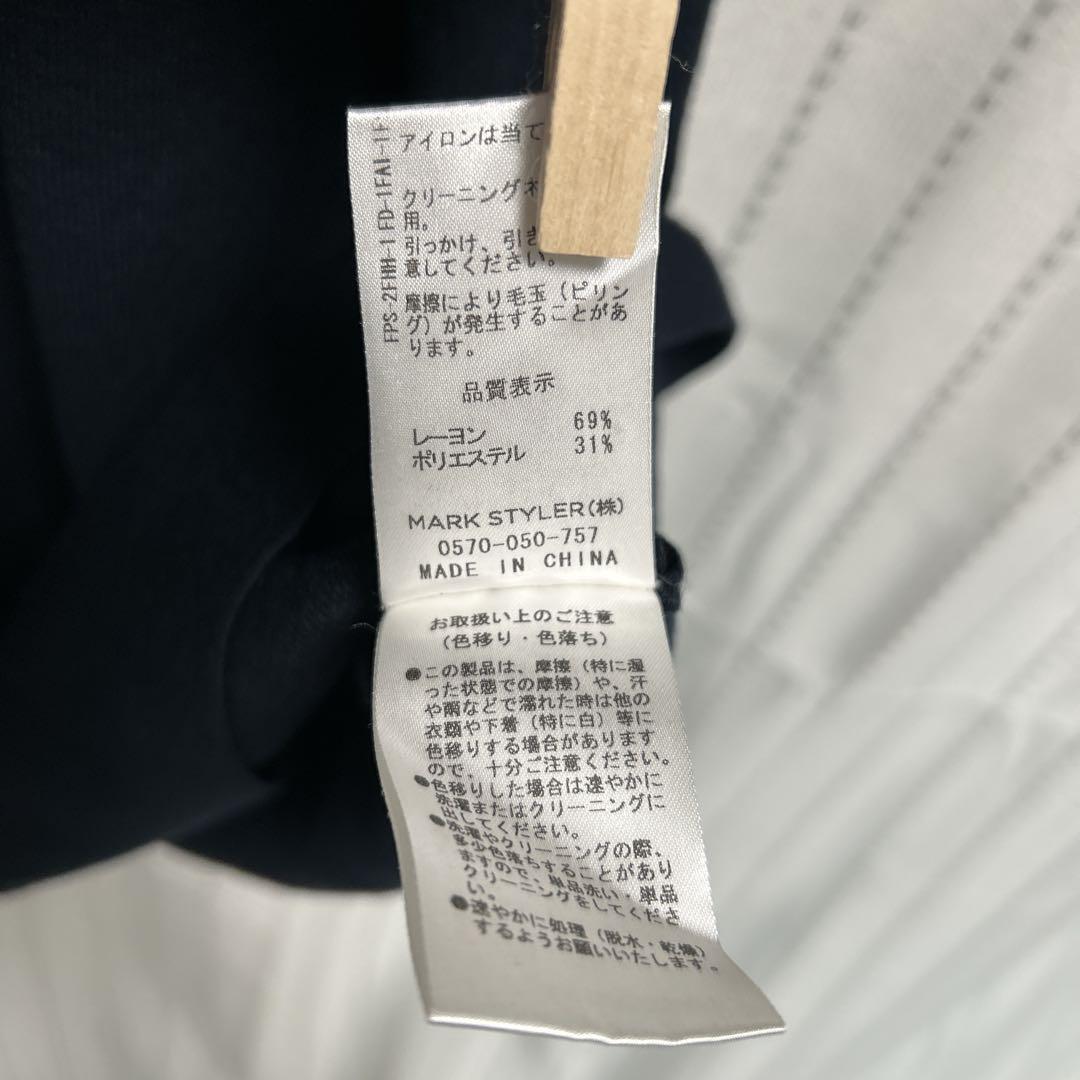 アイロンは当て
クリーニングネ
用。
引っかけ、引き
意してください。
摩擦により毛玉（ピリン
グ）が発生することがあ
ります。
品質表示
レーヨン 69%
ポリエステル 31%
MARK STYLER(株)
0570-050-757
MADE IN CHINA
お取扱い上のご注意
（色移り・色落ち）
●この製品は、摩擦（特に湿
った状態での摩擦）や、汗
や雨などで濡れた時は他の
衣類や下着（特に白）等に
色移りする場合があります
ので、十分ご注意ください。
●色移りした場合は速やかに
洗濯またはクリーニングに
出してください。
●洗濯やクリーニングの際、
多少色落ちすることがあり
ますので、単品洗い・単品
クリーニングをしてくださ
い。
●速やかに処理（脱水・乾燥）
するようお願いいたします。